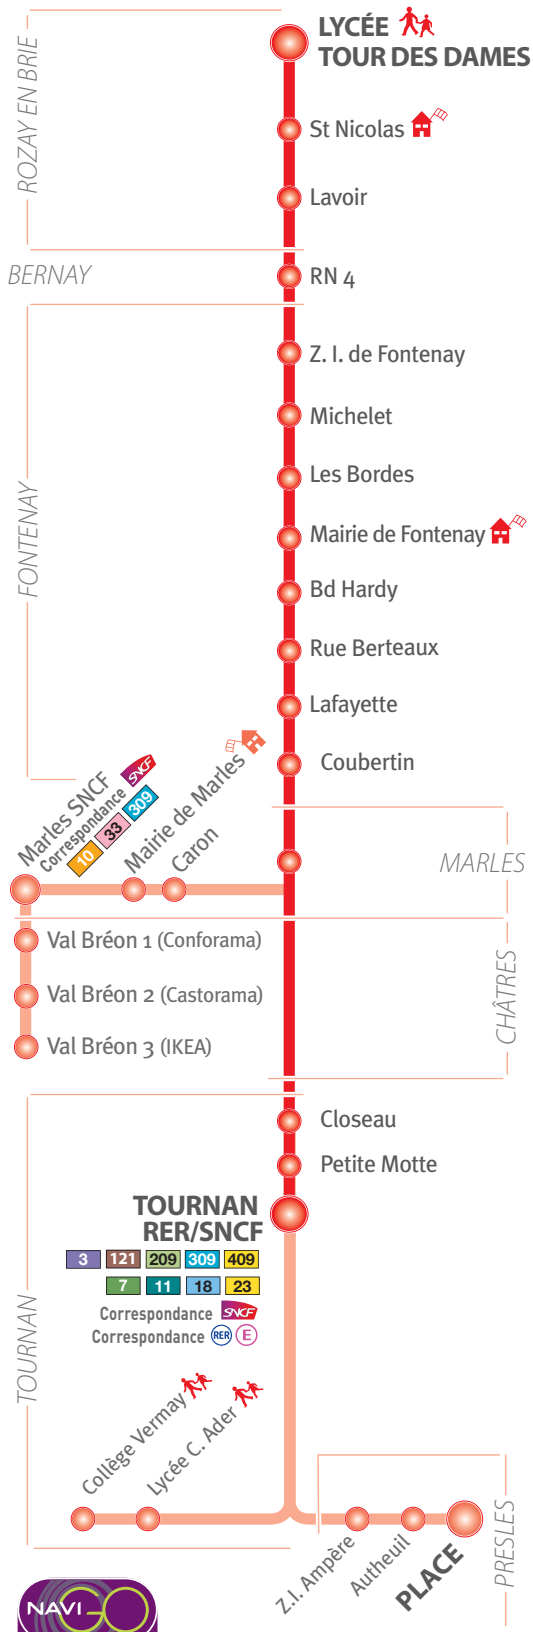 LYCÉE
TOUR DES DAMES
ROZAY EN BRIE
St Nicolas
Lavoir
BERNAY
RN 4
Z. I. de Fontenay
Michelet
Les Bordes
FONTENAY
Mairie de Fontenay
Bd Hardy
Rue Berteaux
Lafayette
Coubertin
Marles SNCF
Correspondance SNCF
10 33 309
Mairie de Marles
Caron
MARLES
Val Bréon 1 (Conforama)
Val Bréon 2 (Castorama)
Val Bréon 3 (IKEA)
CHÂTRES
Closeau
Petite Motte
TOURNAN
RER/SNCF
3 121 209 309 409
7 11 18 23
Correspondance SNCF
Correspondance RER E
TOURNAN
Collège Vermay
Lycée C. Ader
Z.I. Ampère
Autheuil
PLACE
PRESLES
NAVIGO